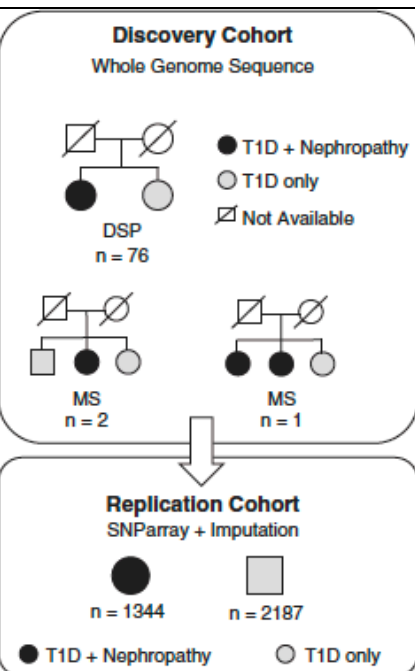 Discovery Cohort
Whole Genome Sequence
T1D + Nephropathy
T1D only
Not Available
DSP
n = 76
MS
n = 2
MS
n = 1
Replication Cohort
SNParray + Imputation
n = 1344
n = 2187
T1D + Nephropathy
T1D only